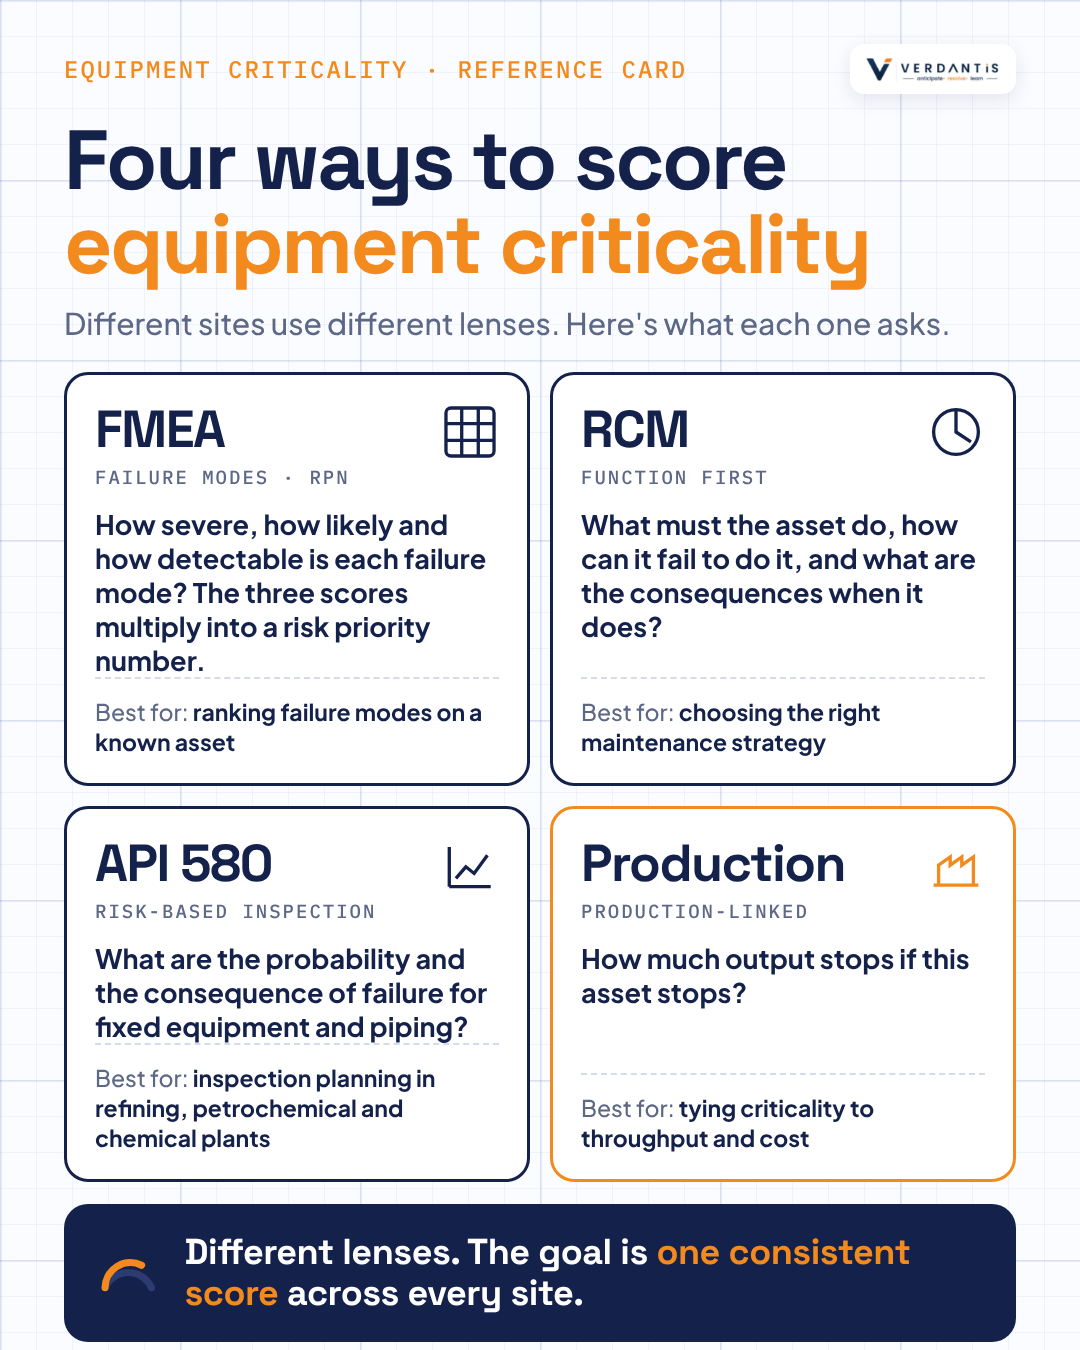 EQUIPMENT CRITICALITY · REFERENCE CARD
VERDANTIS
anticipate· resolve· learn
Four ways to score
equipment criticality
Different sites use different lenses. Here's what each one asks.
FMEA
FAILURE MODES · RPN
How severe, how likely and
how detectable is each failure
mode? The three scores
multiply into a risk priority
number.
Best for: ranking failure modes on a
known asset
RCM
FUNCTION FIRST
What must the asset do, how
can it fail to do it, and what are
the consequences when it
does?
Best for: choosing the right
maintenance strategy
API 580
RISK-BASED INSPECTION
What are the probability and
the consequence of failure for
fixed equipment and piping?
Best for: inspection planning in
refining, petrochemical and
chemical plants
Production
PRODUCTION-LINKED
How much output stops if this
asset stops?
Best for: tying criticality to
throughput and cost
Different lenses. The goal is one consistent
score across every site.